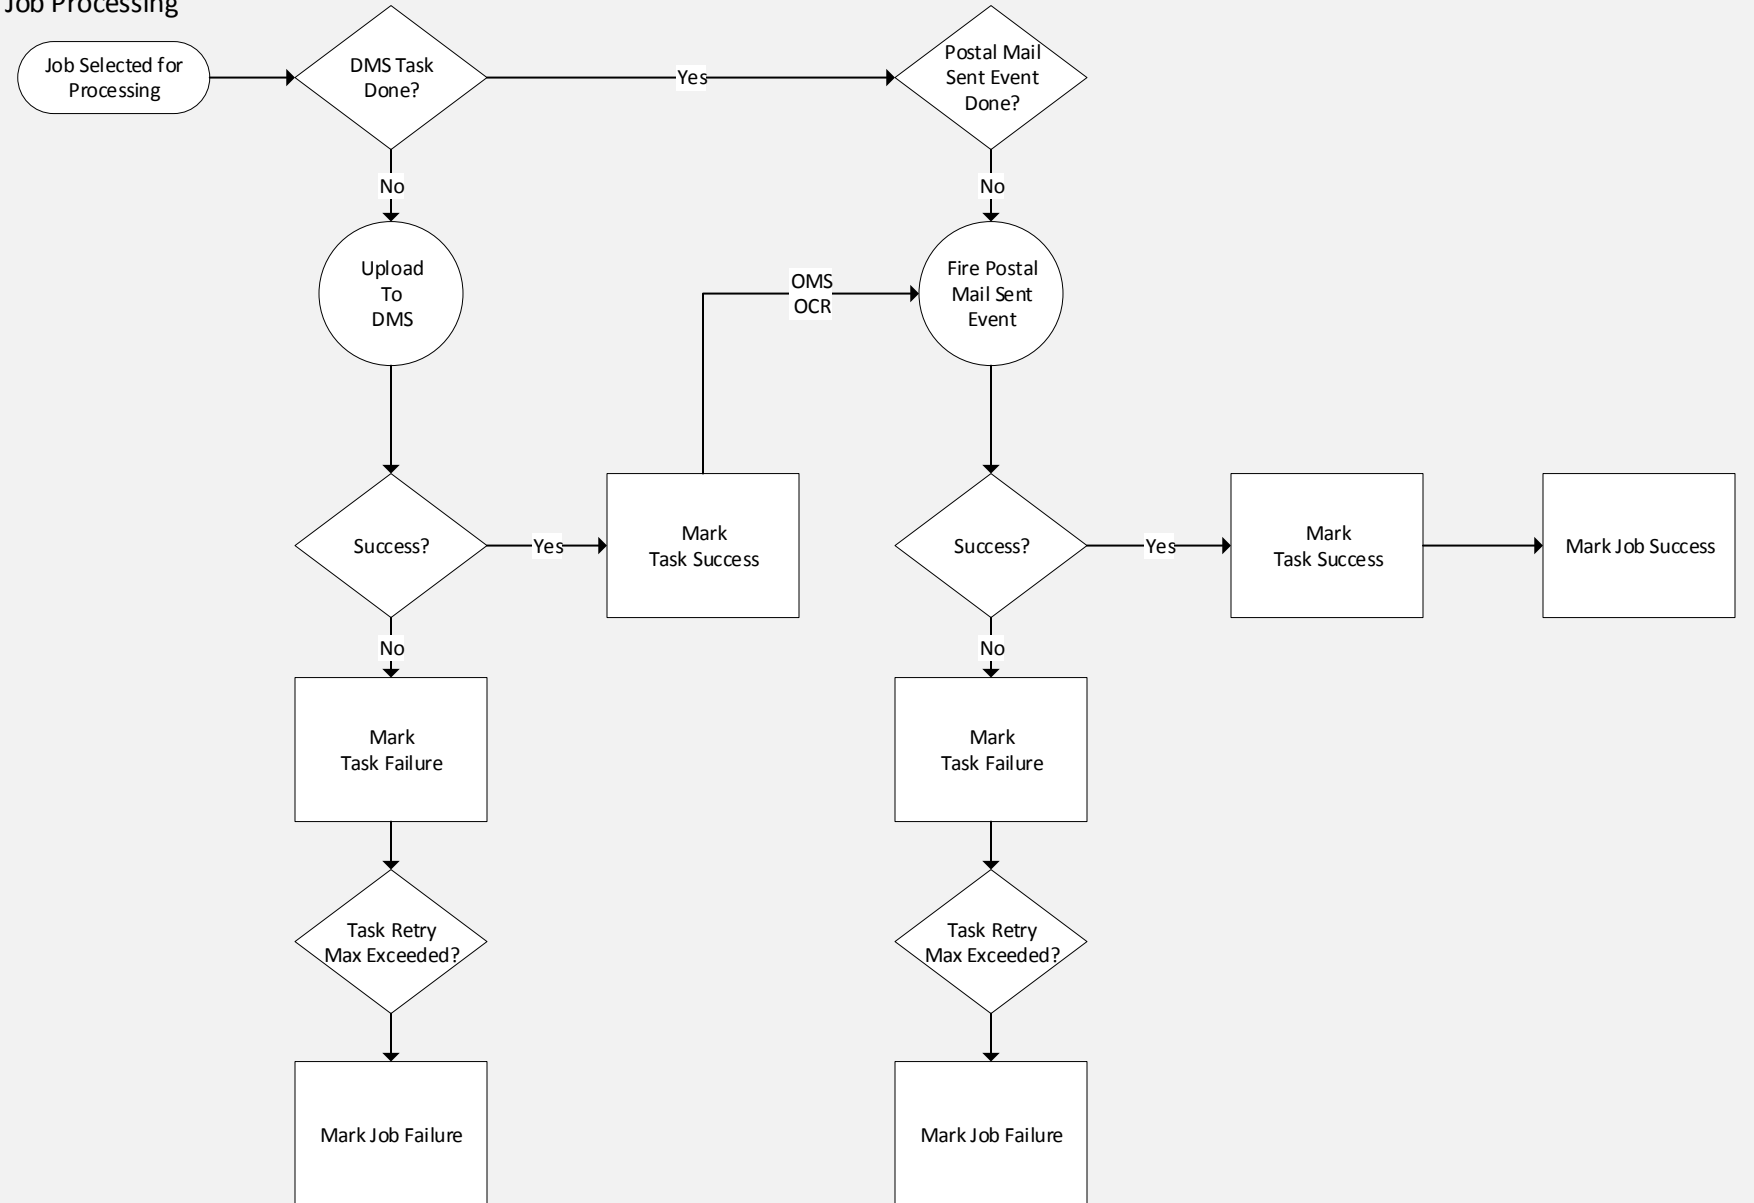 Job Processing
Job Selected for
Processing
DMS Task
Done?
Yes
Postal Mail
Sent Event
Done?
No
No
Upload
To
DMS
OMS
OCR
Fire Postal
Mail Sent
Event
Success?
Yes
Mark
Task Success
Success?
Yes
Mark
Task Success
Mark Job Success
No
No
Mark
Task Failure
Mark
Task Failure
Task Retry
Max Exceeded?
Task Retry
Max Exceeded?
Mark Job Failure
Mark Job Failure